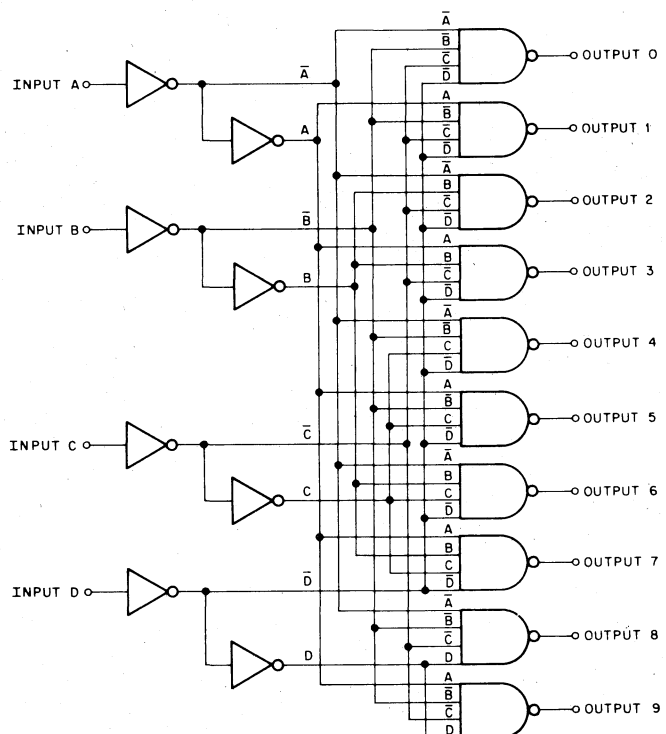 A̅
B̅
C̅
D̅
OUTPUT 0
INPUT A
A̅
A
A
B̅
C̅
D̅
OUTPUT 1
A̅
B
C̅
D̅
OUTPUT 2
INPUT B
B̅
B
A
B
C̅
D̅
OUTPUT 3
A̅
B̅
C
D̅
OUTPUT 4
A
B̅
C
D̅
OUTPUT 5
INPUT C
C̅
C
A̅
B
C
D̅
OUTPUT 6
A
B
C
D̅
OUTPUT 7
INPUT D
D̅
D
A̅
B̅
C̅
D
OUTPUT 8
A
B̅
C̅
D
OUTPUT 9